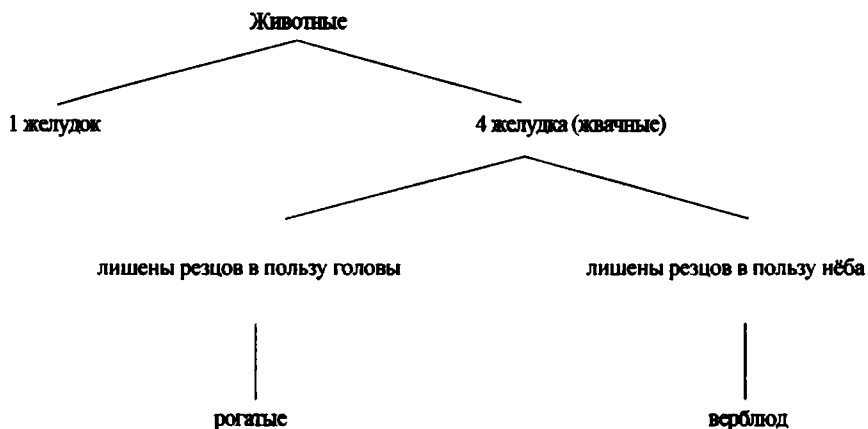 Животные
1 желудок 4 желудка (жвачные)
лишены резцов в пользу головы лишены резцов в пользу нёба
рогатые верблюд